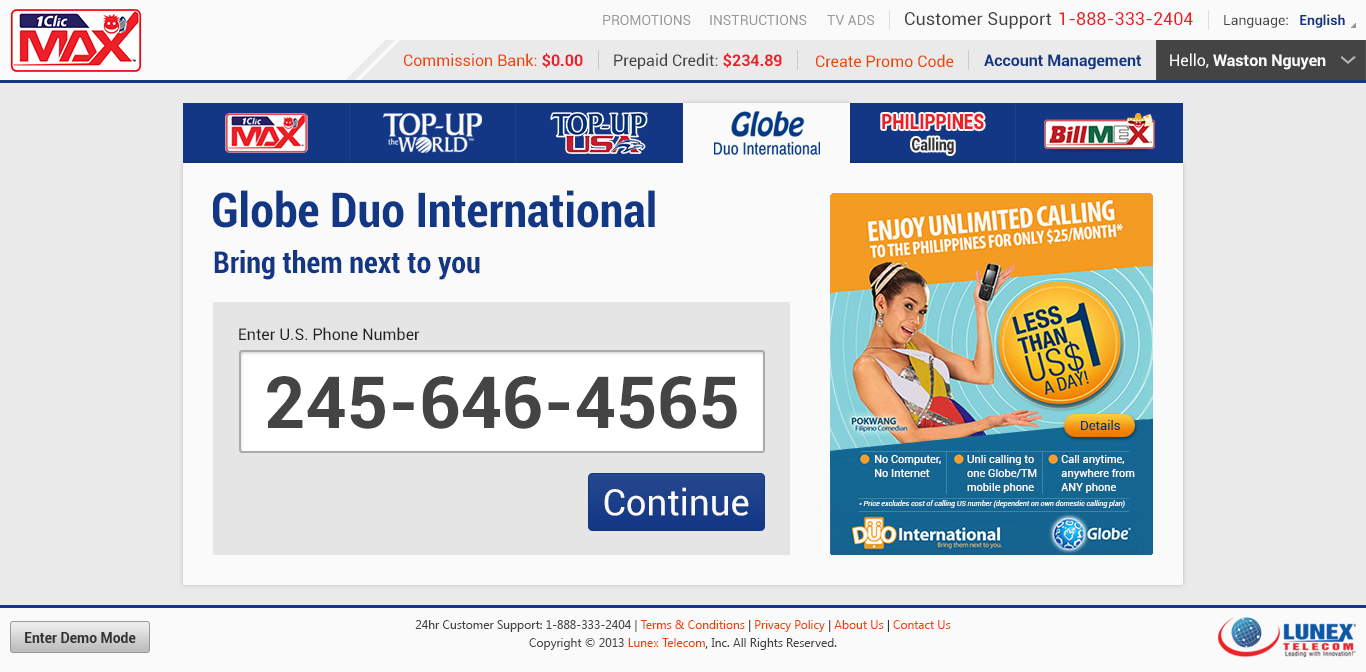 1Clic
MAX
PROMOTIONS INSTRUCTIONS TV ADS Customer Support 1-888-333-2404 Language: English
Commission Bank: $0.00 Prepaid Credit: $234.89 Create Promo Code Account Management Hello, Waston Nguyen
1Clic
MAX
TOP-UP
the WORLD™
TOP-UP
USA
Globe
Duo International
PHILIPPINES
Calling
BillMEX
Globe Duo International
Bring them next to you
Enter U.S. Phone Number
245-646-4565
Continue
ENJOY UNLIMITED CALLING
TO THE PHILIPPINES FOR ONLY $25/MONTH*
LESS
THAN
US$ 1
A DAY!
POKWANG
Filipino Comedian
Details
No Computer,
No Internet
Unli calling to
one Globe/TM
mobile phone
Call anytime,
anywhere from
ANY phone
* Price excludes cost of calling US number (dependent on own domestic calling plan)
DUO International
Bring them next to you.
Globe
Enter Demo Mode
24hr Customer Support: 1-888-333-2404 | Terms & Conditions | Privacy Policy | About Us | Contact Us
Copyright © 2013 Lunex Telecom, Inc. All Rights Reserved.
LUNEX
TELECOM
Leading with Innovation!